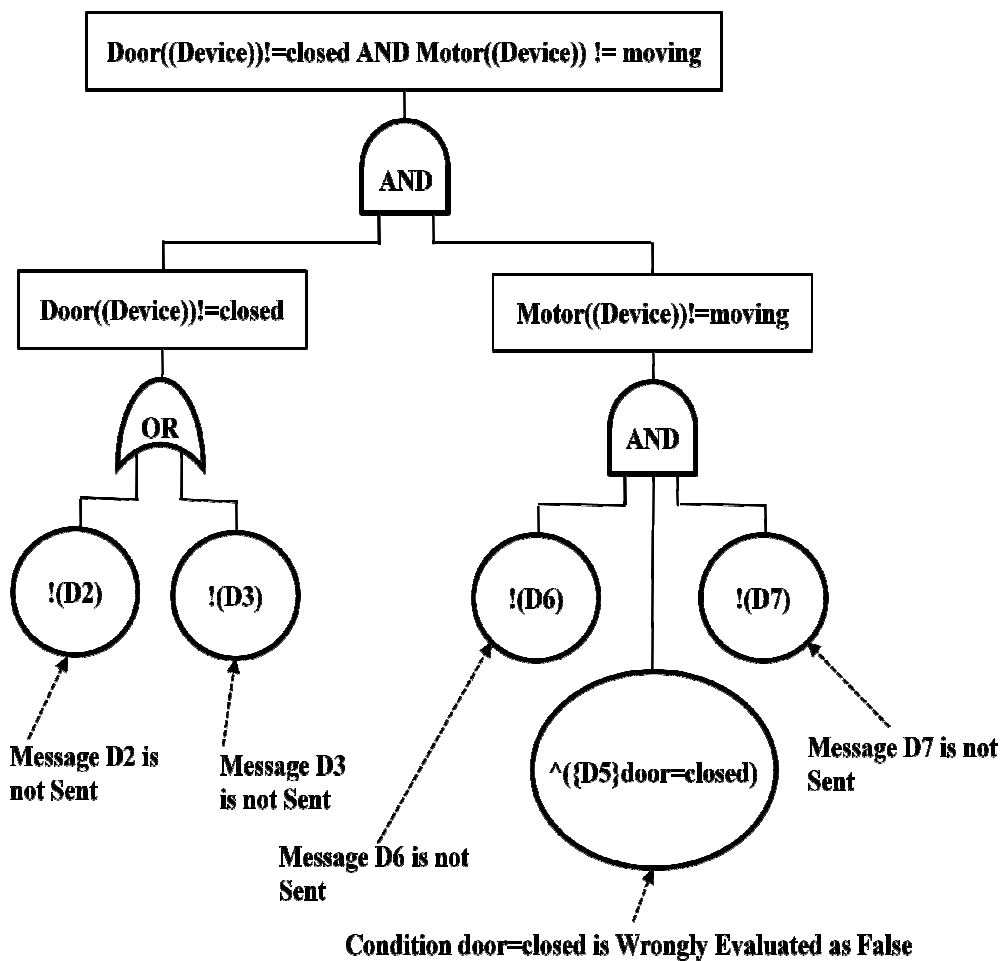 Door((Device))!=closed AND Motor((Device)) != moving
AND
Door((Device))!=closed
Motor((Device))!=moving
OR
AND
!(D2)
!(D3)
!(D6)
!(D7)
^({D5}door=closed)
Message D2 is
not Sent
Message D3
is not Sent
Message D6 is not
Sent
Message D7 is not
Sent
Condition door=closed is Wrongly Evaluated as False